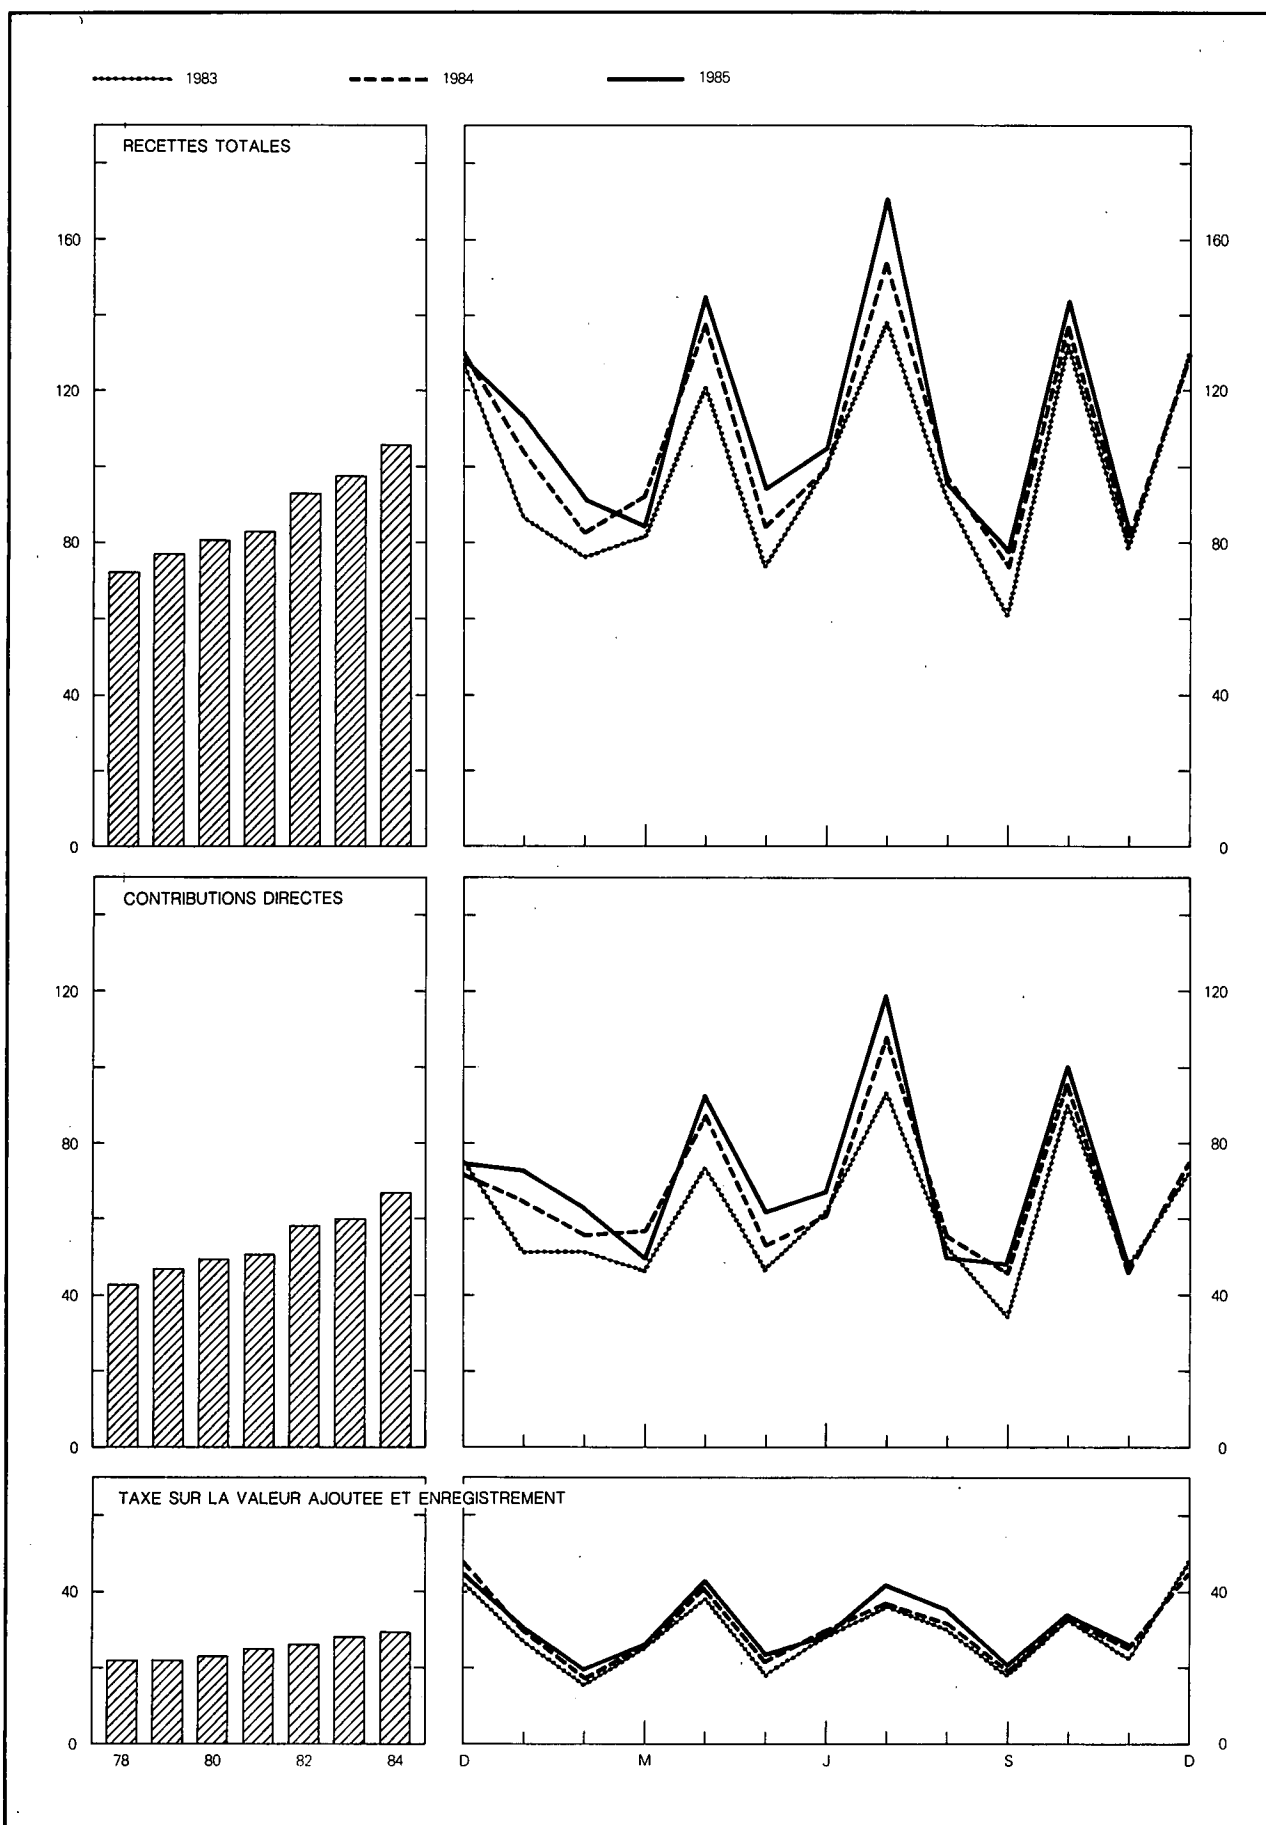 1983 1984 1985
RECETTES TOTALES
160 160
120 120
80 80
40 40
0 0
CONTRIBUTIONS DIRECTES
120 120
80 80
40 40
0 0
TAXE SUR LA VALEUR AJOUTEE ET ENREGISTREMENT
40 40
0 0
78 80 82 84 D M J S D